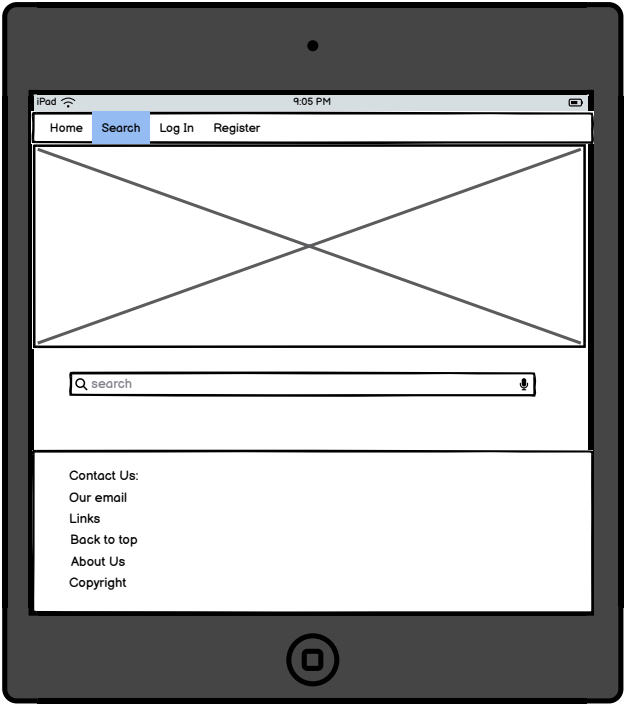 iPad 9:05 PM
Home Search Log In Register
search
Contact Us:
Our email
Links
Back to top
About Us
Copyright